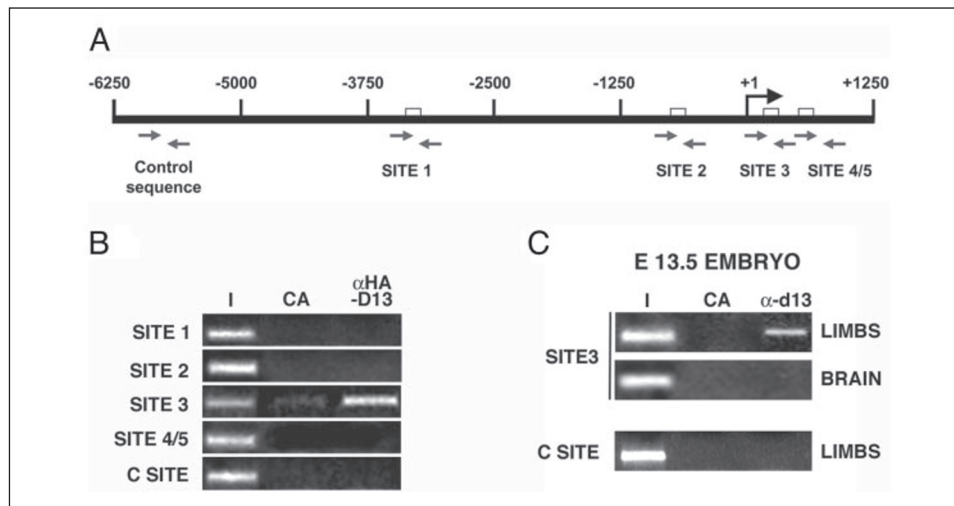 A
-6250 -5000 -3750 -2500 -1250 +1 +1250
Control
sequence
SITE 1
SITE 2
SITE 3
SITE 4/5
B
I CA αHA
-D13
SITE 1
SITE 2
SITE 3
SITE 4/5
C SITE
C
E 13.5 EMBRYO
I CA α-d13
SITE3
LIMBS
BRAIN
C SITE
LIMBS